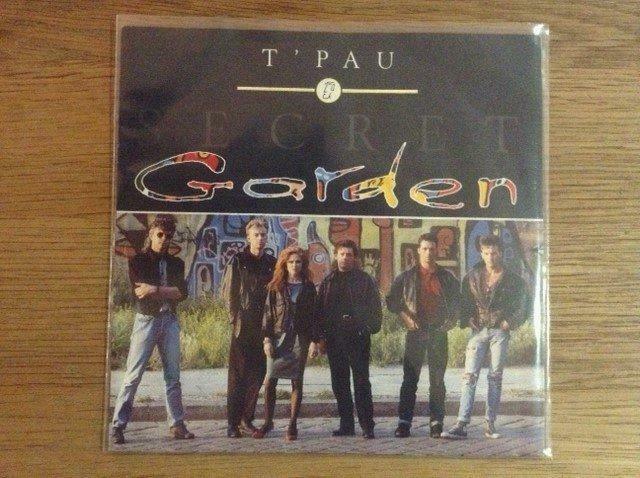 T'PAU
T
SECRET
Garden